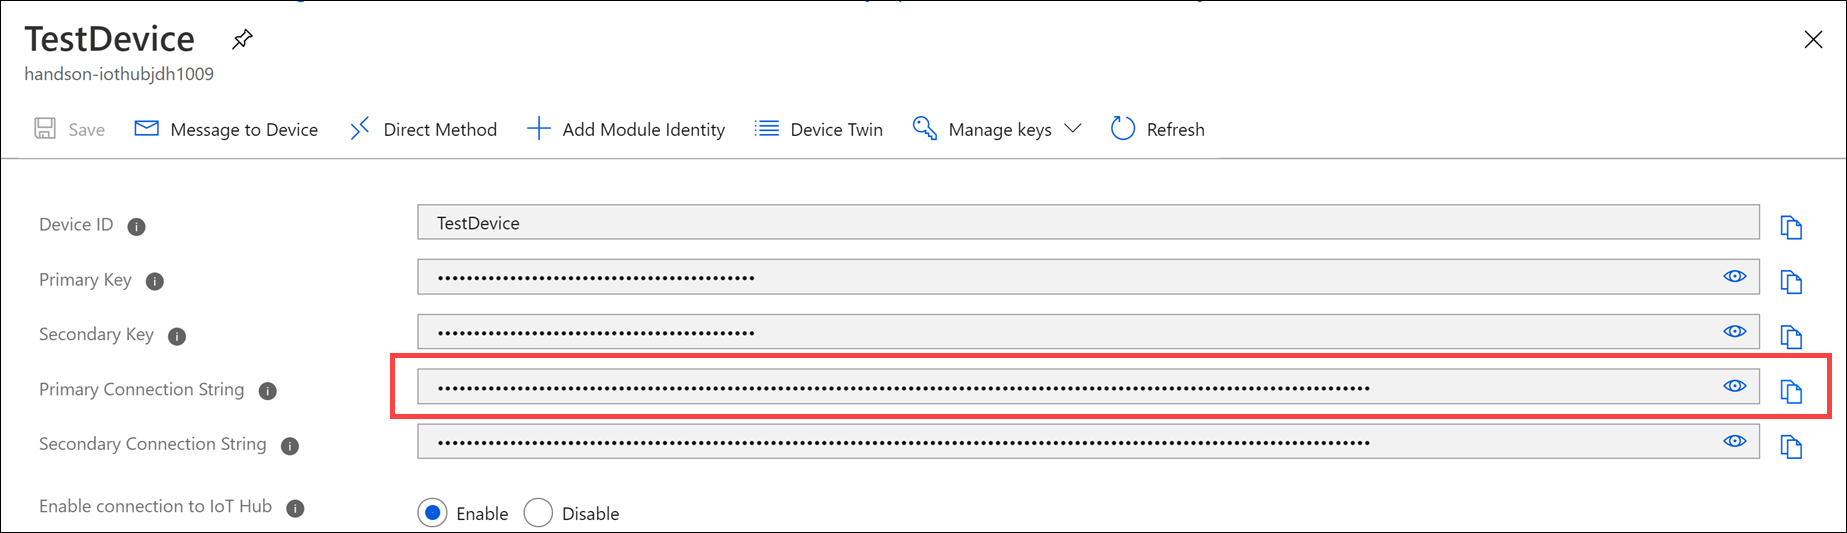 TestDevice
handson-iothubjdh1009
Save Message to Device Direct Method Add Module Identity Device Twin Manage keys Refresh
Device ID TestDevice
Primary Key
Secondary Key
Primary Connection String
Secondary Connection String
Enable connection to IoT Hub Enable Disable